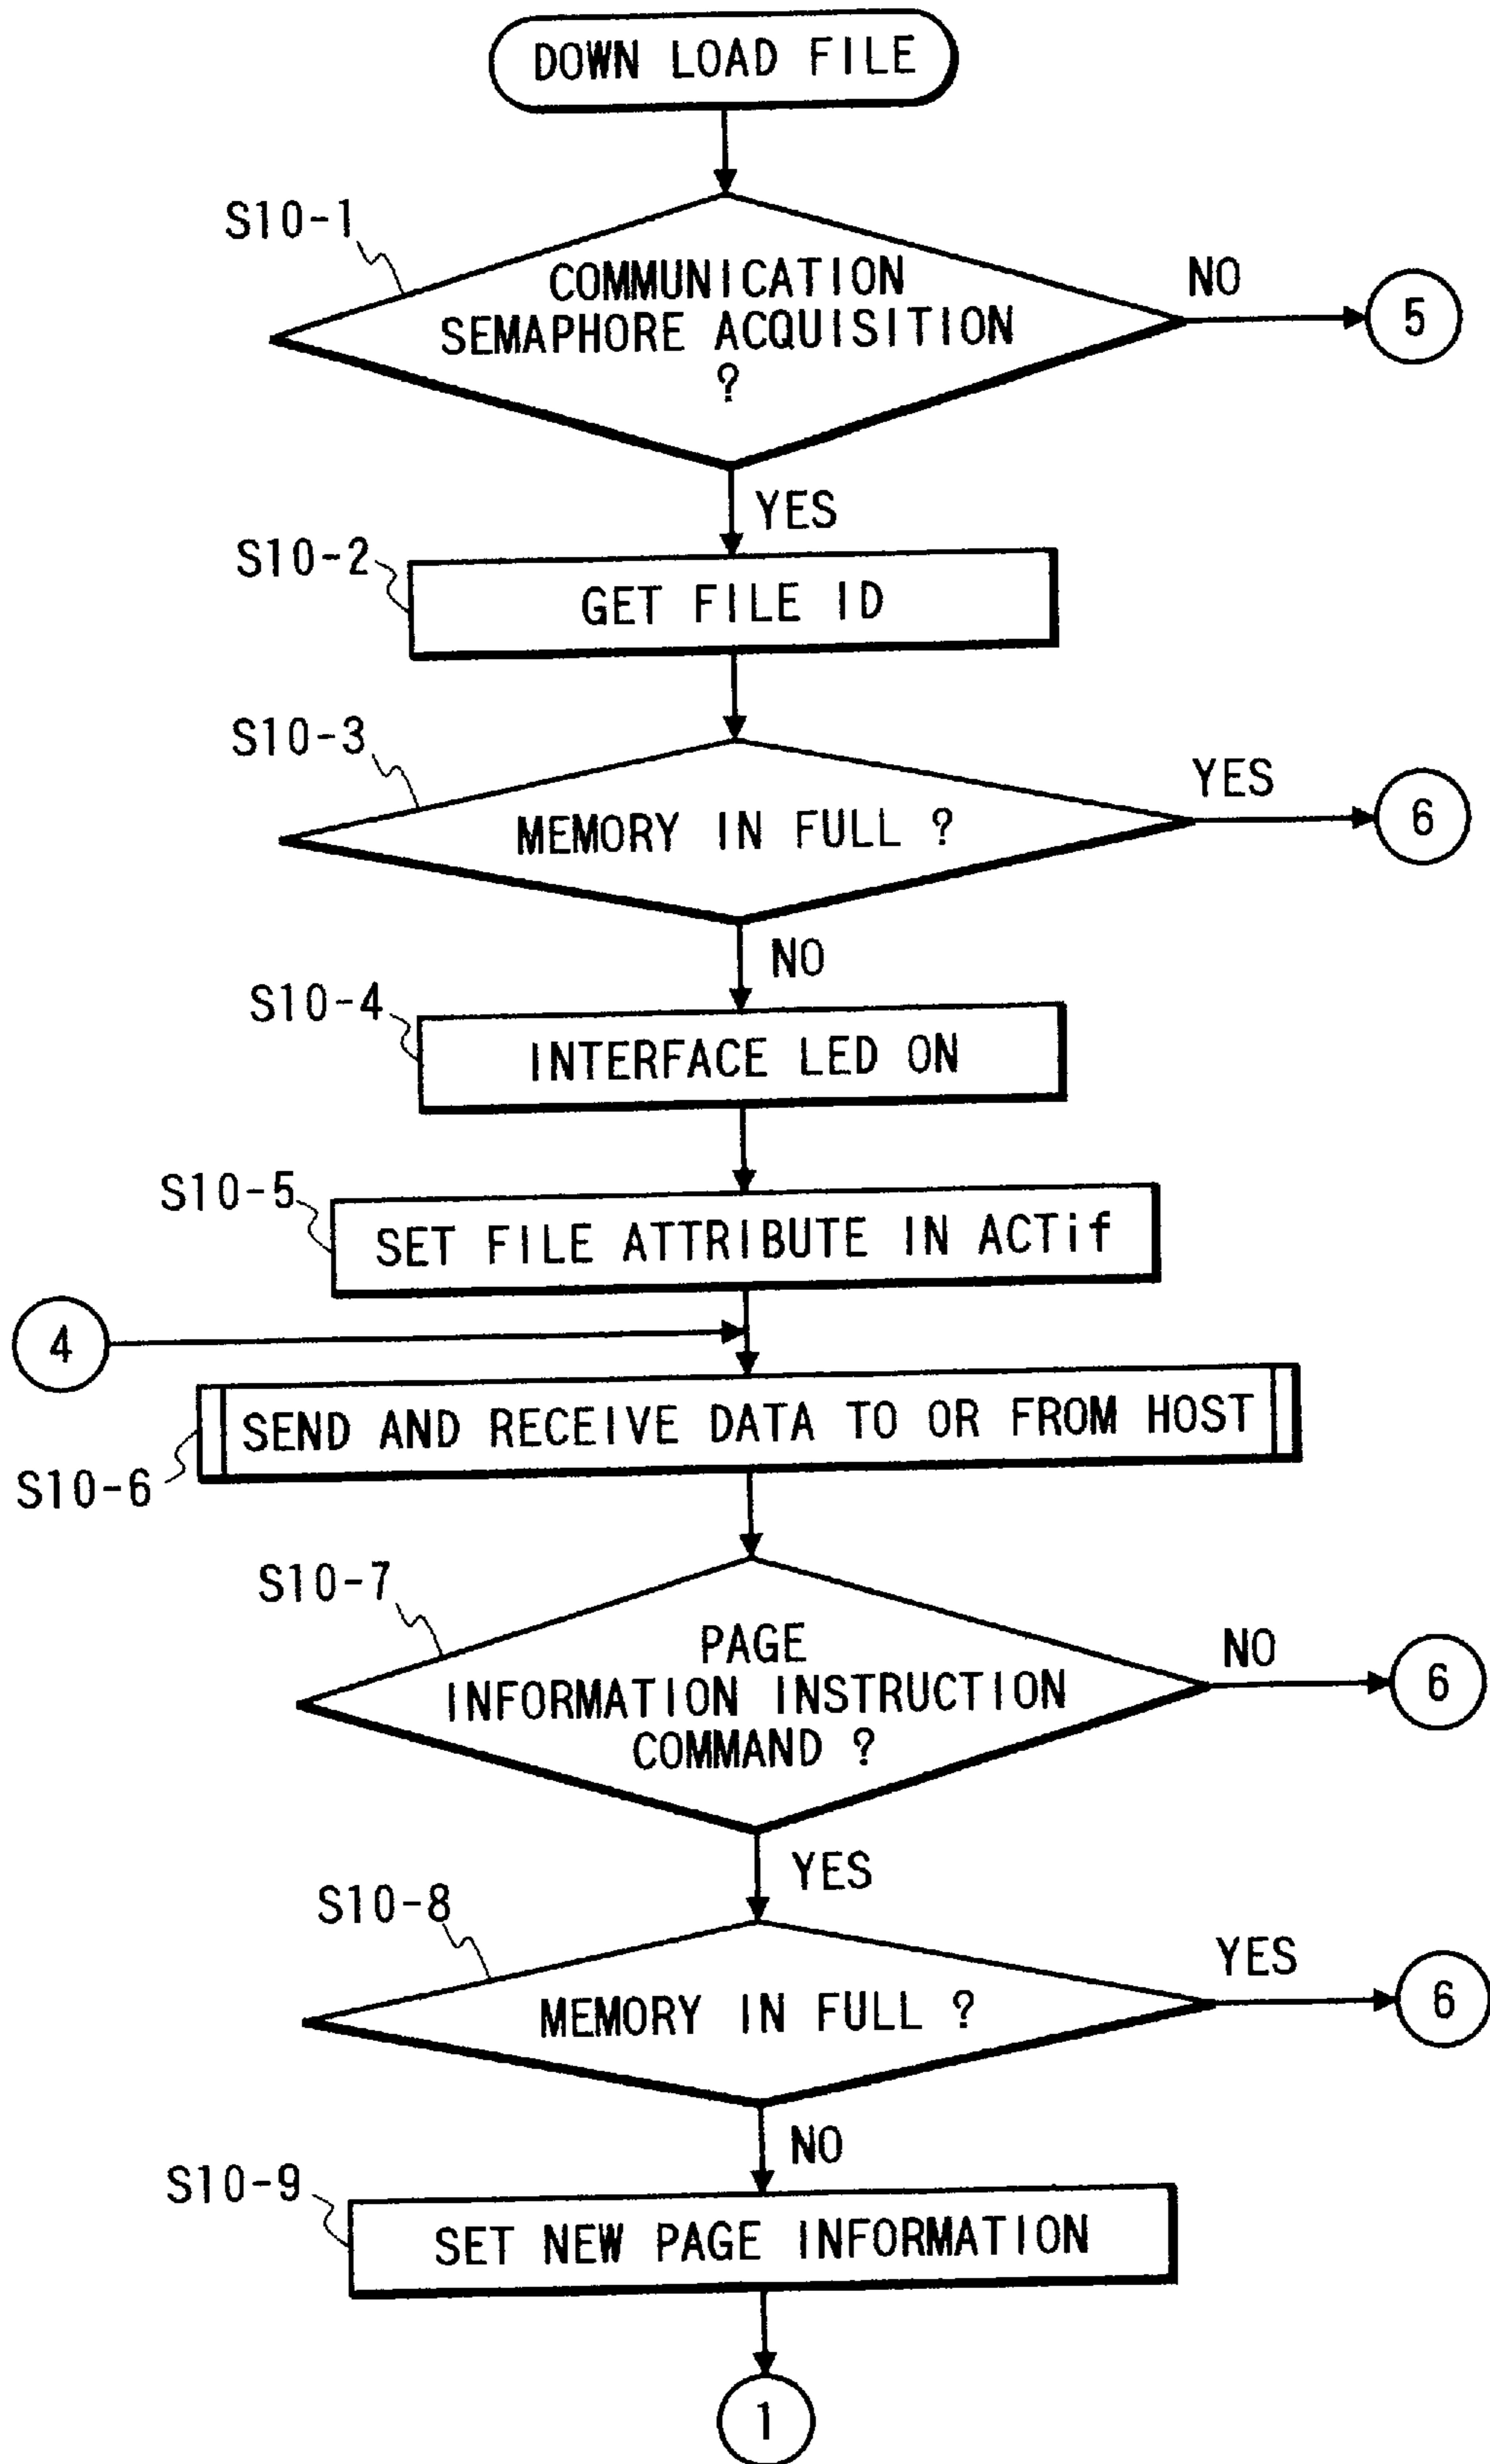 DOWN LOAD FILE
S10-1
COMMUNICATION
SEMAPHORE ACQUISITION
?
NO
5
YES
S10-2
GET FILE ID
S10-3
MEMORY IN FULL ?
YES
6
NO
S10-4
INTERFACE LED ON
S10-5
SET FILE ATTRIBUTE IN ACTif
4
SEND AND RECEIVE DATA TO OR FROM HOST
S10-6
S10-7
PAGE
INFORMATION INSTRUCTION
COMMAND ?
NO
6
YES
S10-8
MEMORY IN FULL ?
YES
6
NO
S10-9
SET NEW PAGE INFORMATION
1